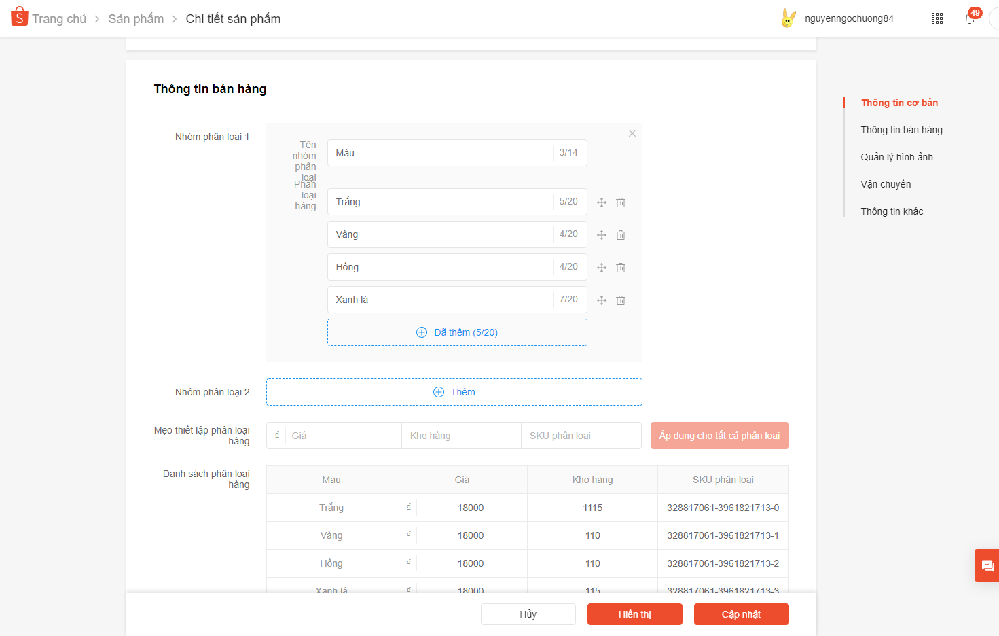 Trang chủ > Sản phẩm > Chi tiết sản phẩm
nguyenngochuong84
49
Thông tin bán hàng
Nhóm phân loại 1
Tên nhóm phân loại
Màu 3/14
Phân loại hàng
Trắng 5/20
Vàng 4/20
Hồng 4/20
Xanh lá 7/20
Đã thêm (5/20)
Nhóm phân loại 2
Thêm
Mẹo thiết lập phân loại hàng
₫ Giá Kho hàng SKU phân loại Áp dụng cho tất cả phân loại
Danh sách phân loại hàng
Màu Giá Kho hàng SKU phân loại
Trắng ₫ 18000 1115 328817061-3961821713-0
Vàng ₫ 18000 110 328817061-3961821713-1
Hồng ₫ 18000 110 328817061-3961821713-2
Xanh lá ₫ 18000 115 328817061-3961821713-3
Hủy Hiển thị Cập nhật
Thông tin cơ bản
Thông tin bán hàng
Quản lý hình ảnh
Vận chuyển
Thông tin khác